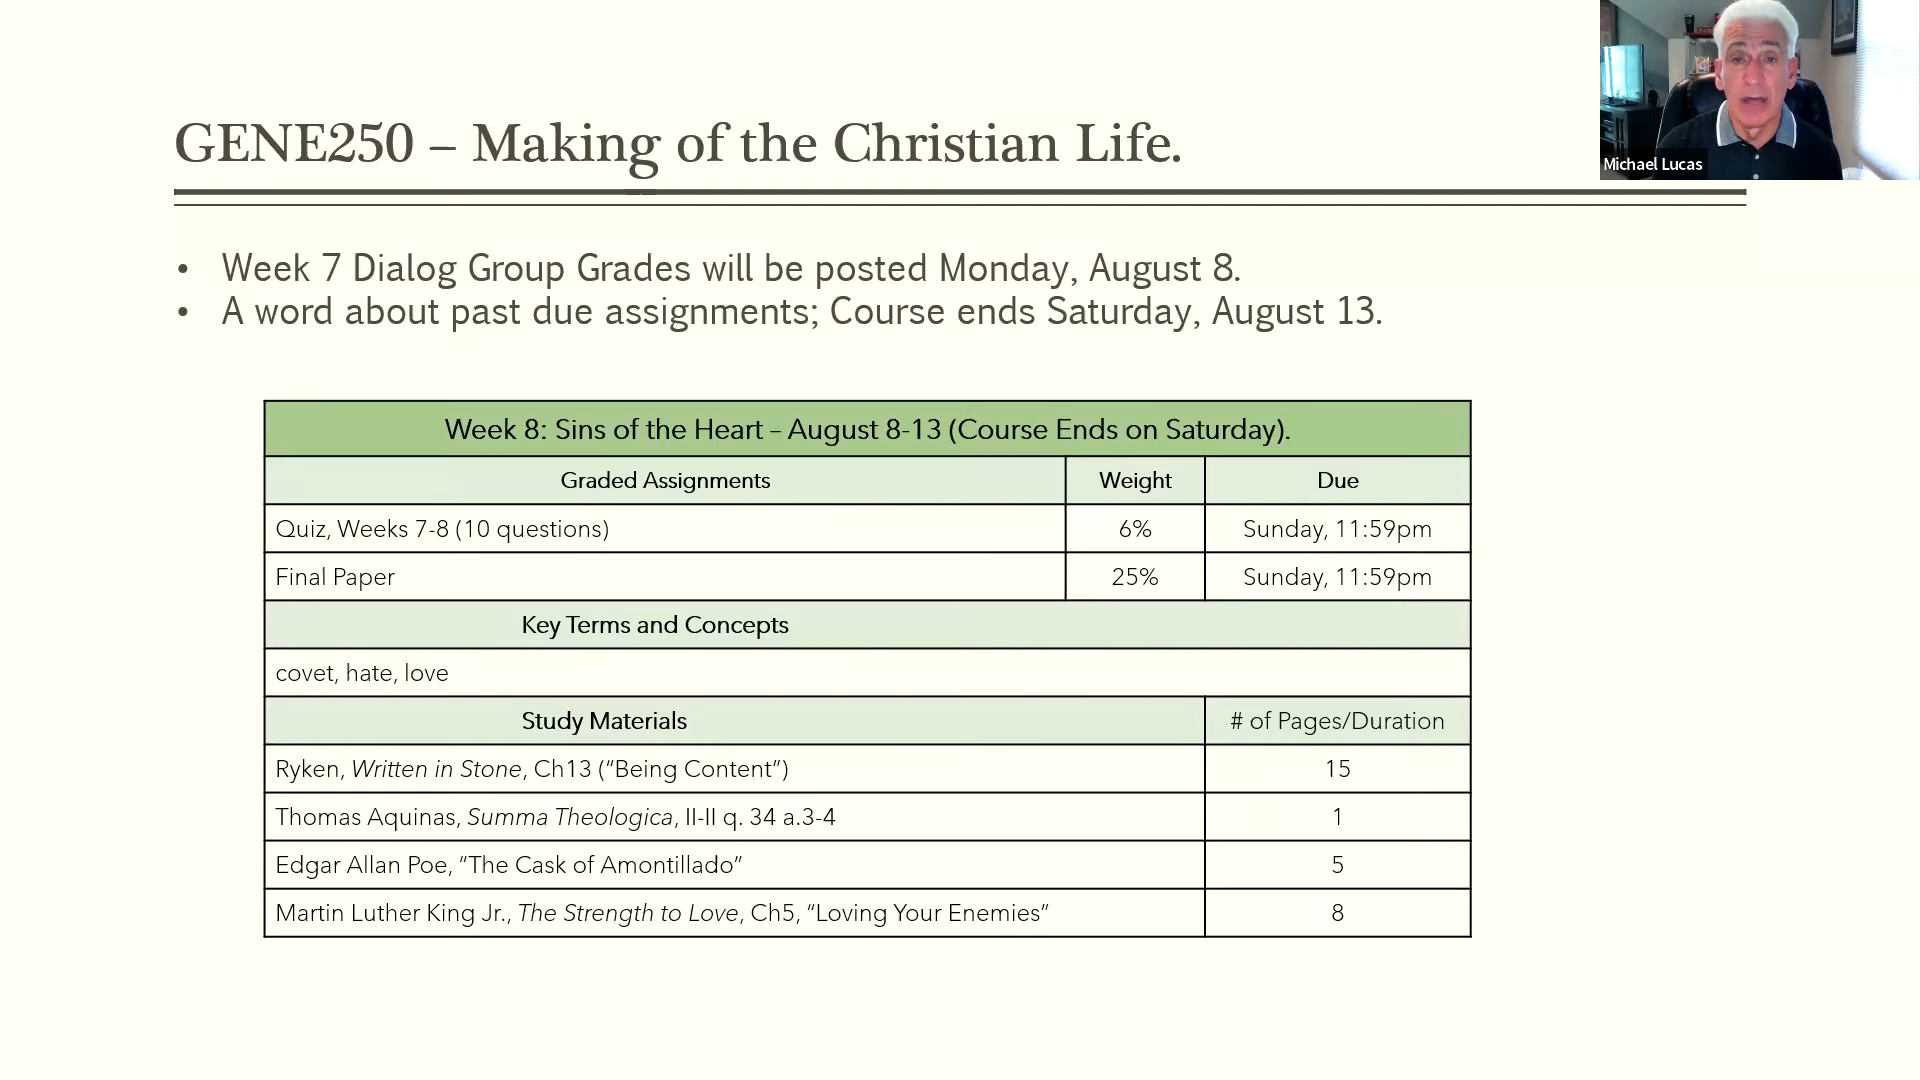 GENE250 – Making of the Christian Life.
Michael Lucas
• Week 7 Dialog Group Grades will be posted Monday, August 8.
• A word about past due assignments; Course ends Saturday, August 13.
Week 8: Sins of the Heart – August 8-13 (Course Ends on Saturday).
Graded Assignments Weight Due
Quiz, Weeks 7-8 (10 questions) 6% Sunday, 11:59pm
Final Paper 25% Sunday, 11:59pm
Key Terms and Concepts
covet, hate, love
Study Materials # of Pages/Duration
Ryken, Written in Stone, Ch13 (“Being Content”) 15
Thomas Aquinas, Summa Theologica, II-II q. 34 a.3-4 1
Edgar Allan Poe, “The Cask of Amontillado” 5
Martin Luther King Jr., The Strength to Love, Ch5, “Loving Your Enemies” 8